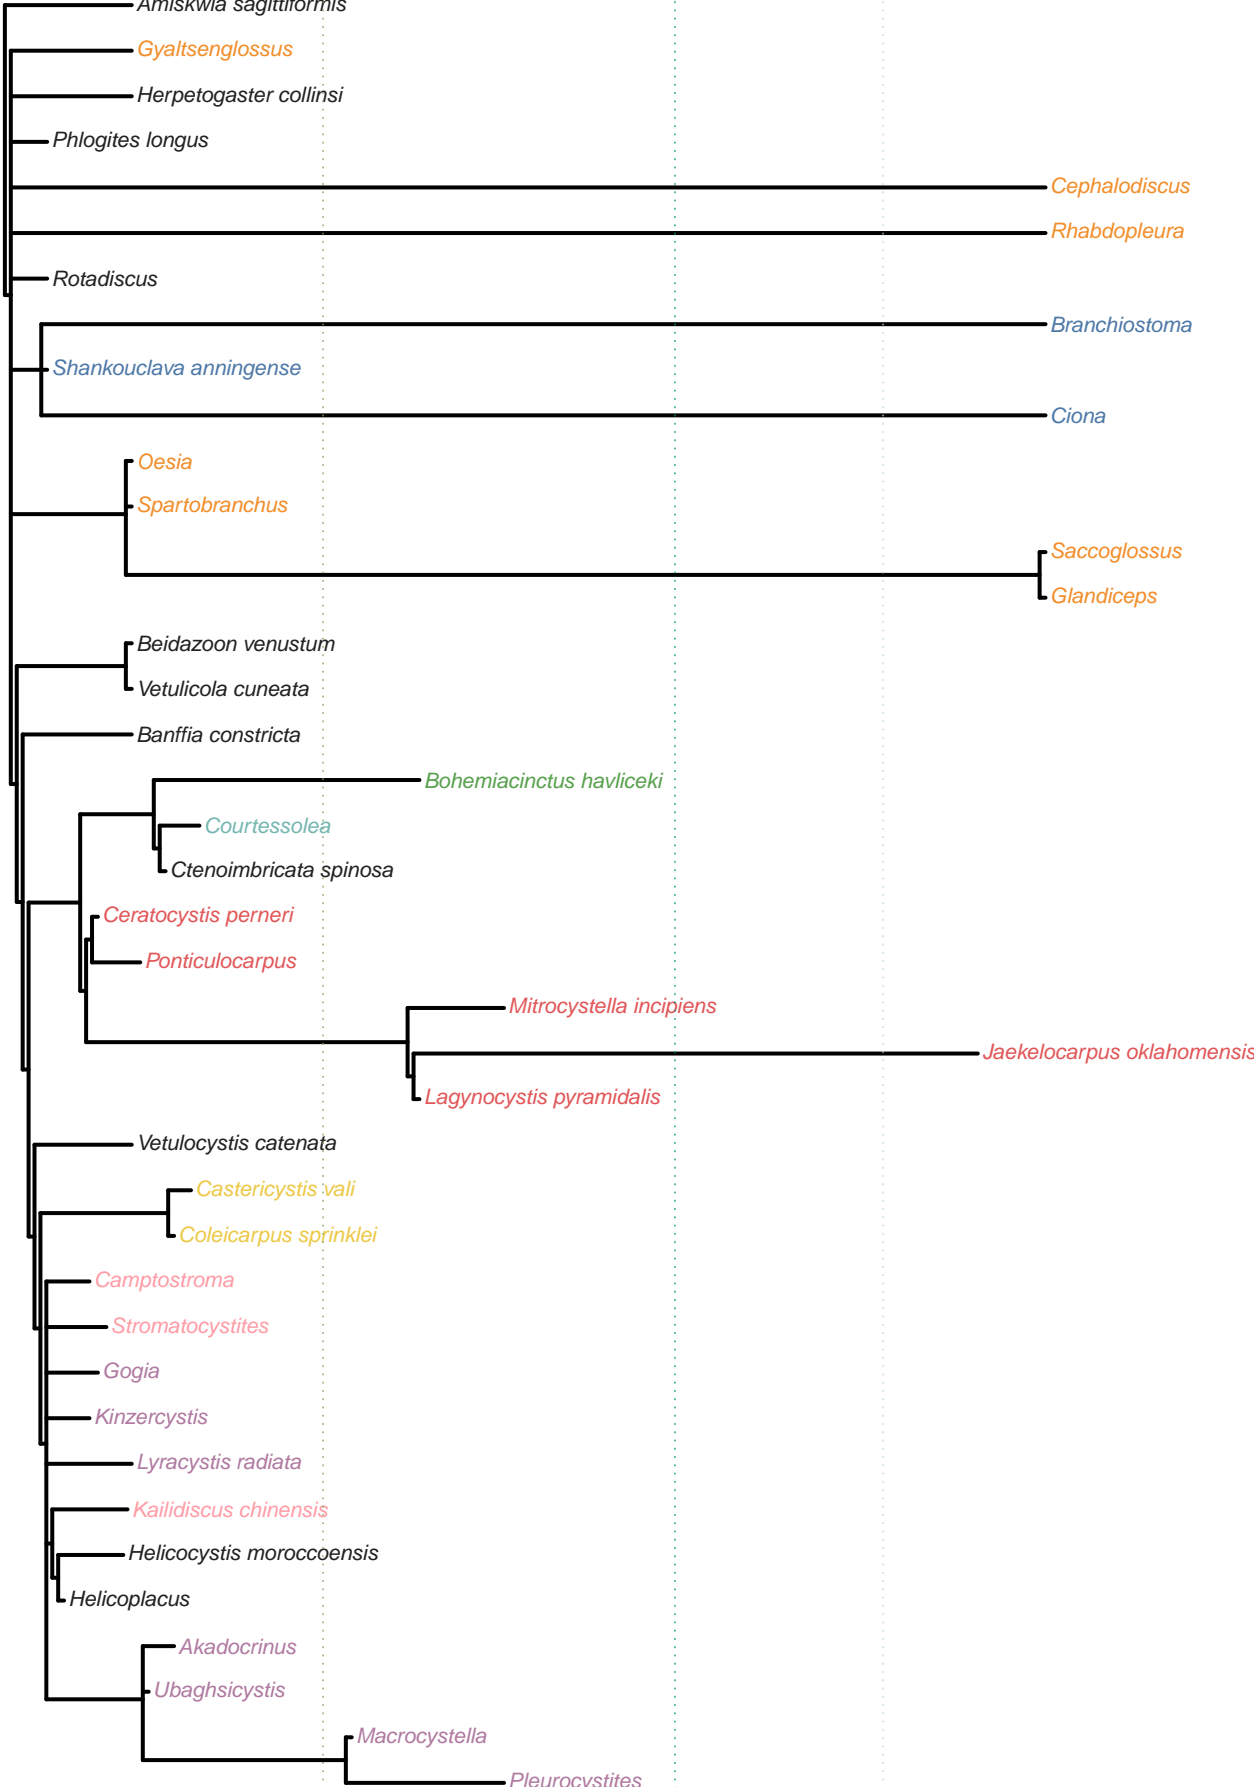 Amiskwia sagittiformis
Gyaltsenglossus
Herpetogaster collinsi
Phlogites longus
Cephalodiscus
Rhabdopleura
Rotadiscus
Branchiostoma
Shankouclava anningense
Ciona
Oesia
Spartobranchus
Saccoglossus
Glandiceps
Beidazoon venustum
Vetulicola cuneata
Banffia constricta
Bohemiacinctus havliceki
Courtessolea
Ctenoimbricata spinosa
Ceratocystis perneri
Ponticulocarpus
Mitrocystella incipiens
Jaekelocarpus oklahomensis
Lagynocystis pyramidalis
Vetulocystis catenata
Castericystis vali
Coleicarpus sprinklei
Camptostroma
Stromatocystites
Gogia
Kinzercystis
Lyracystis radiata
Kailidiscus chinensis
Helicocystis moroccoensis
Helicoplacus
Akadocrinus
Ubaghsicystis
Macrocystella
Pleurocystites